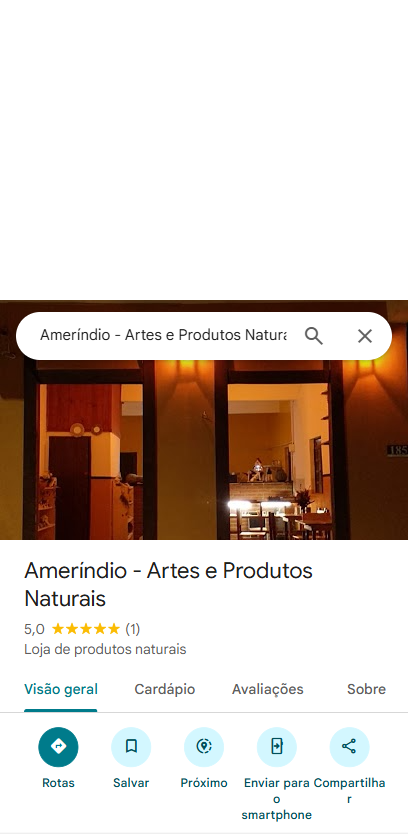 Ameríndio - Artes e Produtos Natura
185
Ameríndio - Artes e Produtos
Naturais
5,0 ★★★★★ (1)
Loja de produtos naturais
Visão geral Cardápio Avaliações Sobre
Rotas Salvar Próximo Enviar para o smartphone Compartilhar